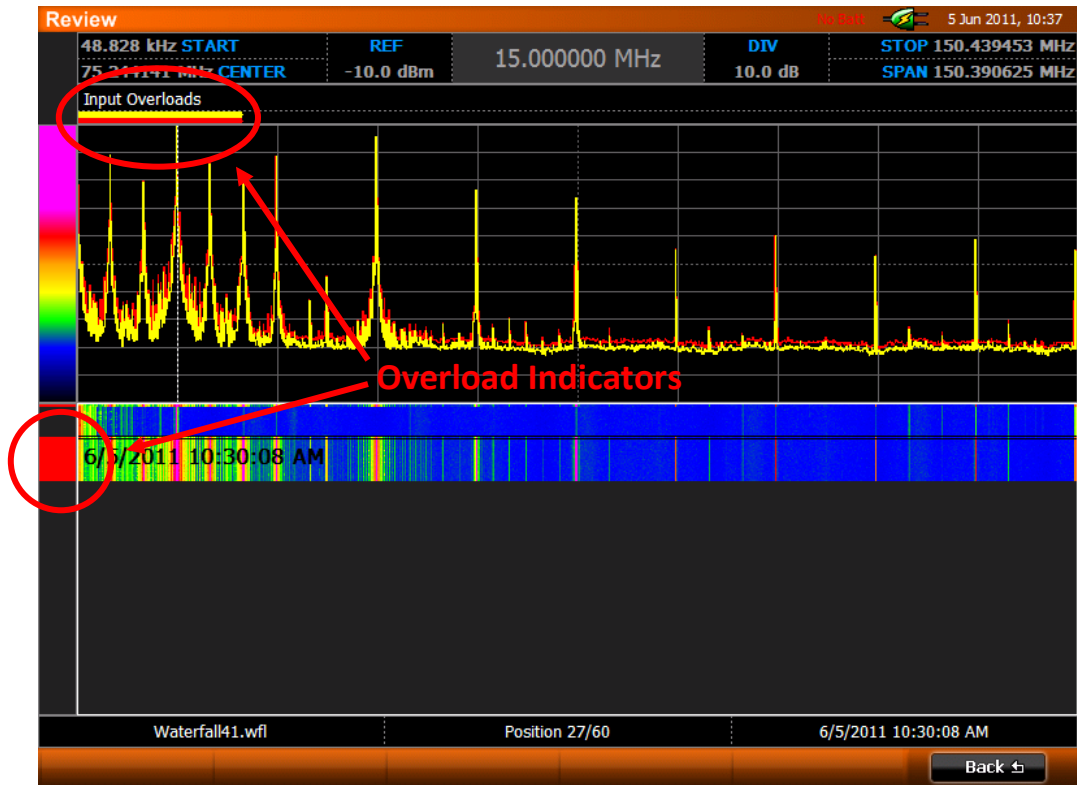 Review No Batt 5 Jun 2011, 10:37
48.828 kHz START REF 15.000000 MHz DIV STOP 150.439453 MHz
75.244141 MHz CENTER -10.0 dBm 10.0 dB SPAN 150.390625 MHz
Input Overloads
Overload Indicators
6/5/2011 10:30:08 AM
Waterfall41.wfl Position 27/60 6/5/2011 10:30:08 AM
Back